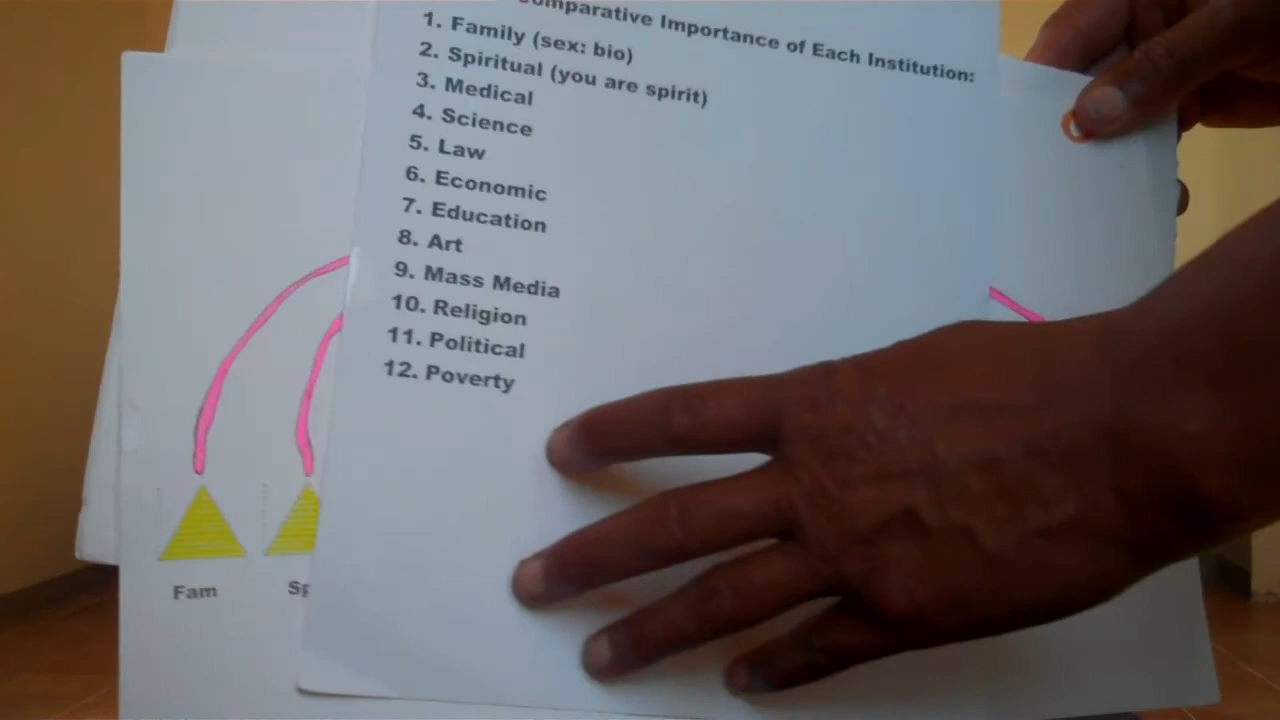 Comparative Importance of Each Institution:
1. Family (sex: bio)
2. Spiritual (you are spirit)
3. Medical
4. Science
5. Law
6. Economic
7. Education
8. Art
9. Mass Media
10. Religion
11. Political
12. Poverty
Fam
Sp